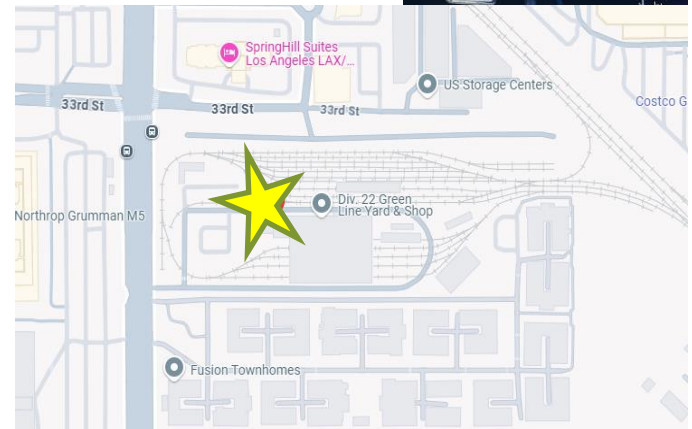 SpringHill Suites
Los Angeles LAX/...
US Storage Centers
Costco G
33rd St
33rd St
33rd St
Div. 22 Green
Line Yard & Shop
Northrop Grumman M5
Fusion Townhomes